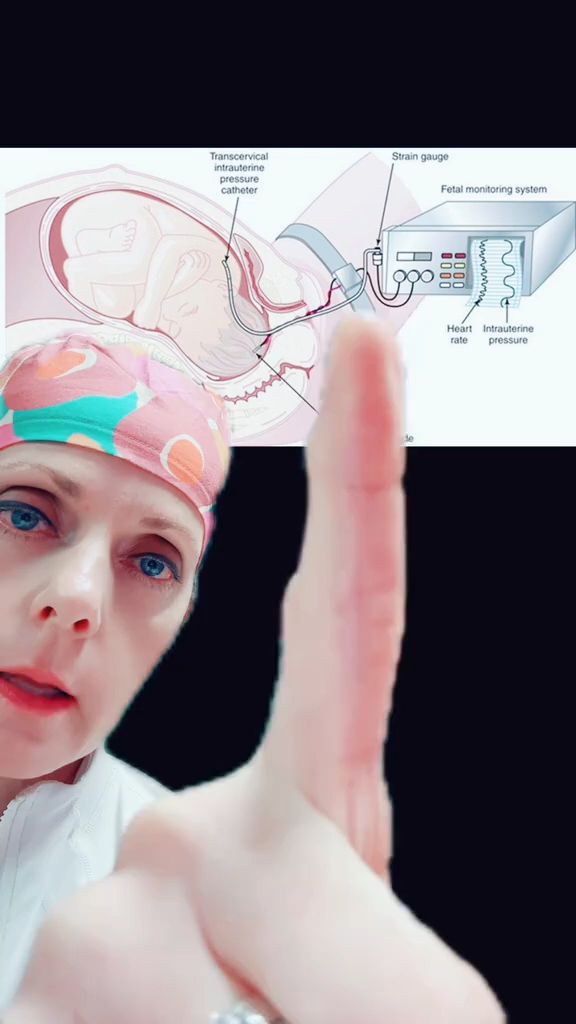 Transcervical
intrauterine
pressure
catheter
Strain gauge
Fetal monitoring system
Heart
rate
Intrauterine
pressure